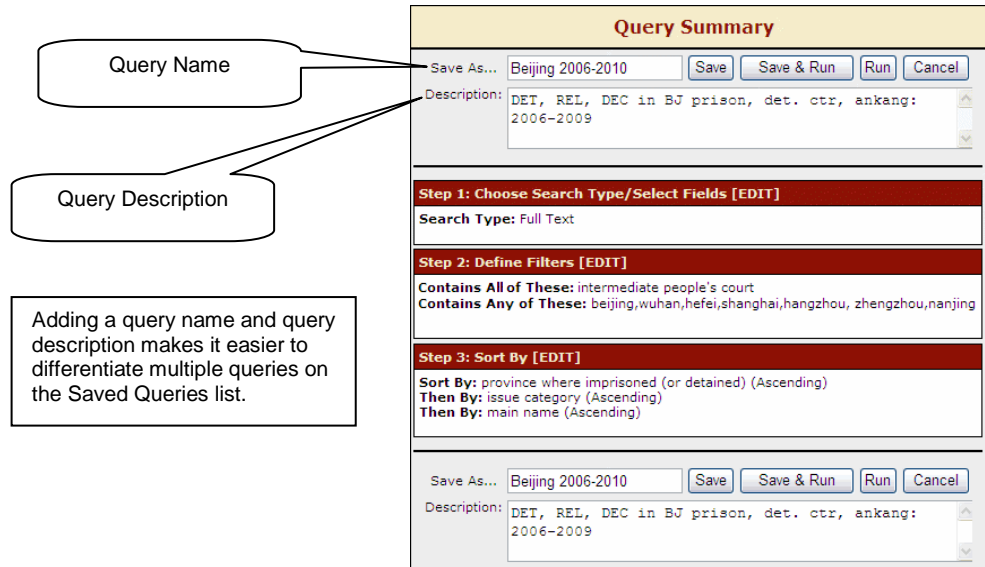 Query Summary
Query Name
Save As... Beijing 2006-2010 Save Save & Run Run Cancel
Description: DET, REL, DEC in BJ prison, det. ctr, ankang:
2006-2009
Query Description
Step 1: Choose Search Type/Select Fields [EDIT]
Search Type: Full Text
Step 2: Define Filters [EDIT]
Contains All of These: intermediate people's court
Contains Any of These: beijing,wuhan,hefei,shanghai,hangzhou, zhengzhou,nanjing
Adding a query name and query
description makes it easier to
differentiate multiple queries on
the Saved Queries list.
Step 3: Sort By [EDIT]
Sort By: province where imprisoned (or detained) (Ascending)
Then By: issue category (Ascending)
Then By: main name (Ascending)
Save As... Beijing 2006-2010 Save Save & Run Run Cancel
Description: DET, REL, DEC in BJ prison, det. ctr, ankang:
2006-2009